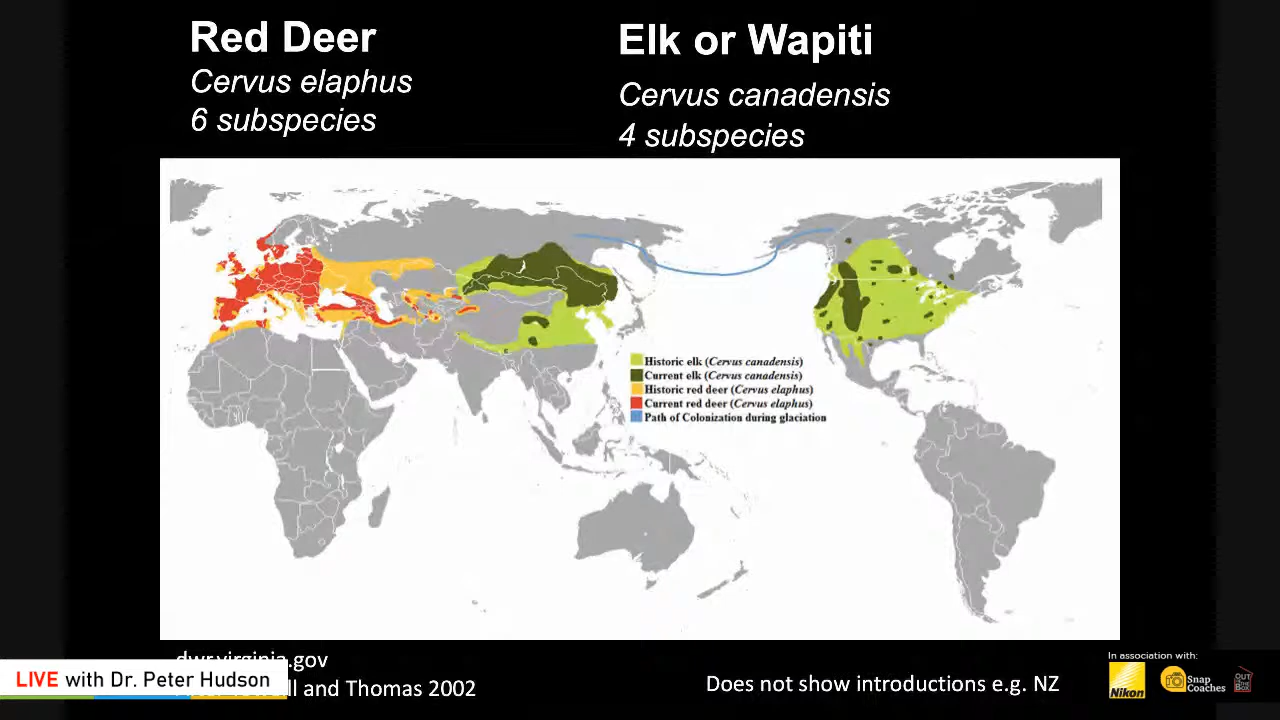 Red Deer
Cervus elaphus
6 subspecies
Elk or Wapiti
Cervus canadensis
4 subspecies
Historic elk (Cervus canadensis)
Current elk (Cervus canadensis)
Historic red deer (Cervus elaphus)
Current red deer (Cervus elaphus)
Path of Colonization during glaciation
dwr.virginia.gov
and Thomas 2002
LIVE with Dr. Peter Hudson
Does not show introductions e.g. NZ
In association with:
Nikon
Snap
Coaches
OUT
THE
BOX